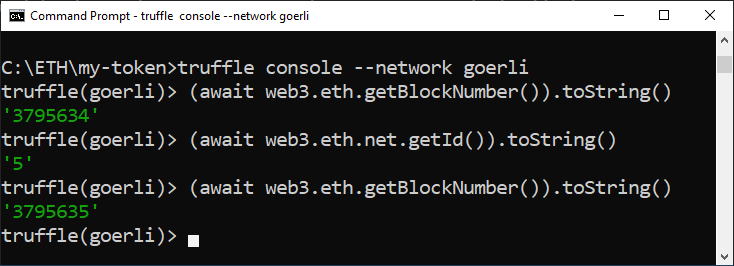 Command Prompt - truffle console --network goerli
C:\ETH\my-token>truffle console --network goerli
truffle(goerli)> (await web3.eth.getBlockNumber()).toString()
'3795634'
truffle(goerli)> (await web3.eth.net.getId()).toString()
'5'
truffle(goerli)> (await web3.eth.getBlockNumber()).toString()
'3795635'
truffle(goerli)>